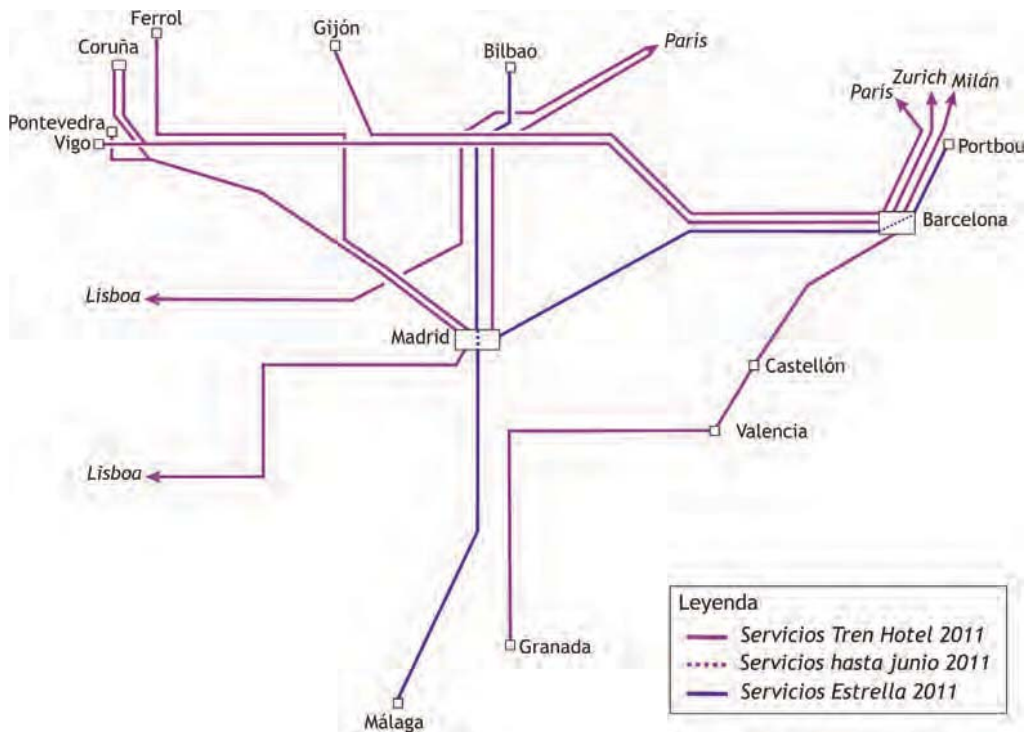 Ferrol
Gijón
Coruña
Bilbao
París
Zurich
Milán
París
Pontevedra
Vigo
Portbou
Barcelona
Lisboa
Madrid
Castellón
Valencia
Lisboa
Granada
Málaga
Leyenda
Servicios Tren Hotel 2011
Servicios hasta junio 2011
Servicios Estrella 2011